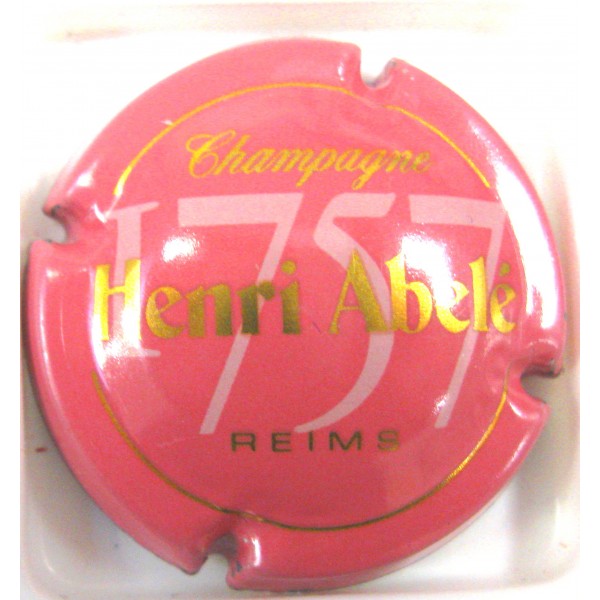 Champagne
1757
Henri Abelé
REIMS